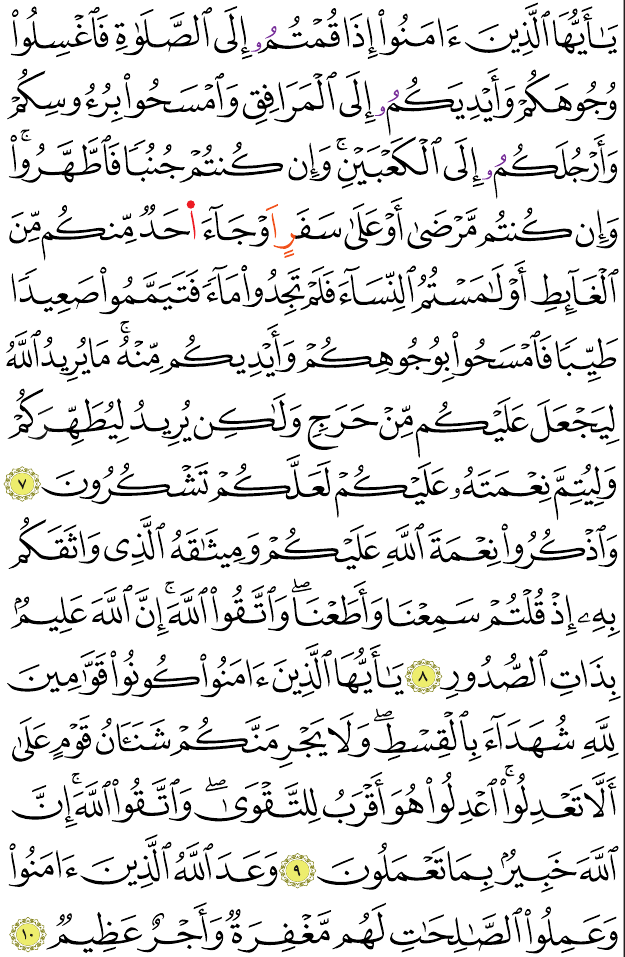 يَـٰٓأَيُّهَا ٱلَّذِينَ ءَامَنُوٓا۟ إِذَا قُمْتُمُۥٓ إِلَى ٱلصَّلَوٰةِ فَٱغْسِلُوا۟
وُجُوهَكُمْ وَأَيْدِيَكُمُۥٓ إِلَى ٱلْمَرَافِقِ وَٱمْسَحُوا۟ بِرُءُوسِكُمْ
وَأَرْجُلَكُمُۥٓ إِلَى ٱلْكَعْبَيْنِ ۚ وَإِن كُنتُمْ جُنُبًا فَٱطَّهَّرُوا۟ ۚ
وَإِن كُنتُم مَّرْضَىٰٓ أَوْ عَلَىٰ سَفَرٍ اَوْ جَآءَ اَحَدٌ مِّنكُم مِّنَ
ٱلْغَآئِطِ أَوْ لَـٰمَسْتُمُ ٱلنِّسَآءَ فَلَمْ تَجِدُوا۟ مَآءً فَتَيَمَّمُوا۟ صَعِيدًا
طَيِّبًا فَٱمْسَحُوا۟ بِوُجُوهِكُمْ وَأَيْدِيكُم مِّنْهُ ۚ مَا يُرِيدُ ٱللَّهُ
لِيَجْعَلَ عَلَيْكُم مِّنْ حَرَجٍ وَلَـٰكِن يُرِيدُ لِيُطَهِّرَكُمْ
وَلِيُتِمَّ نِعْمَتَهُۥ عَلَيْكُمْ لَعَلَّكُمْ تَشْكُرُونَ ٧
وَٱذْكُرُوا۟ نِعْمَةَ ٱللَّهِ عَلَيْكُمْ وَمِيثَـٰقَهُ ٱلَّذِى وَاثَقَكُم
بِهِۦٓ إِذْ قُلْتُمْ سَمِعْنَا وَأَطَعْنَا ۖ وَٱتَّقُوا۟ ٱللَّهَ ۚ إِنَّ ٱللَّهَ عَلِيمٌۢ
بِذَاتِ ٱلصُّدُورِ ٨ يَـٰٓأَيُّهَا ٱلَّذِينَ ءَامَنُوا۟ كُونُوا۟ قَوَّٰمِينَ
لِلَّهِ شُهَدَآءَ بِٱلْقِسْطِ ۖ وَلَا يَجْرِمَنَّكُمْ شَنَـَٔانُ قَوْمٍ عَلَىٰٓ
أَلَّا تَعْدِلُوا۟ ۚ ٱعْدِلُوا۟ هُوَ أَقْرَبُ لِلتَّقْوَىٰ ۖ وَٱتَّقُوا۟ ٱللَّهَ ۚ إِنَّ
ٱللَّهَ خَبِيرٌۢ بِمَا تَعْمَلُونَ ٩ وَعَدَ ٱللَّهُ ٱلَّذِينَ ءَامَنُوا۟
وَعَمِلُوا۟ ٱلصَّـٰلِحَـٰتِ لَهُم مَّغْفِرَةٌ وَأَجْرٌ عَظِيمٌ ١٠